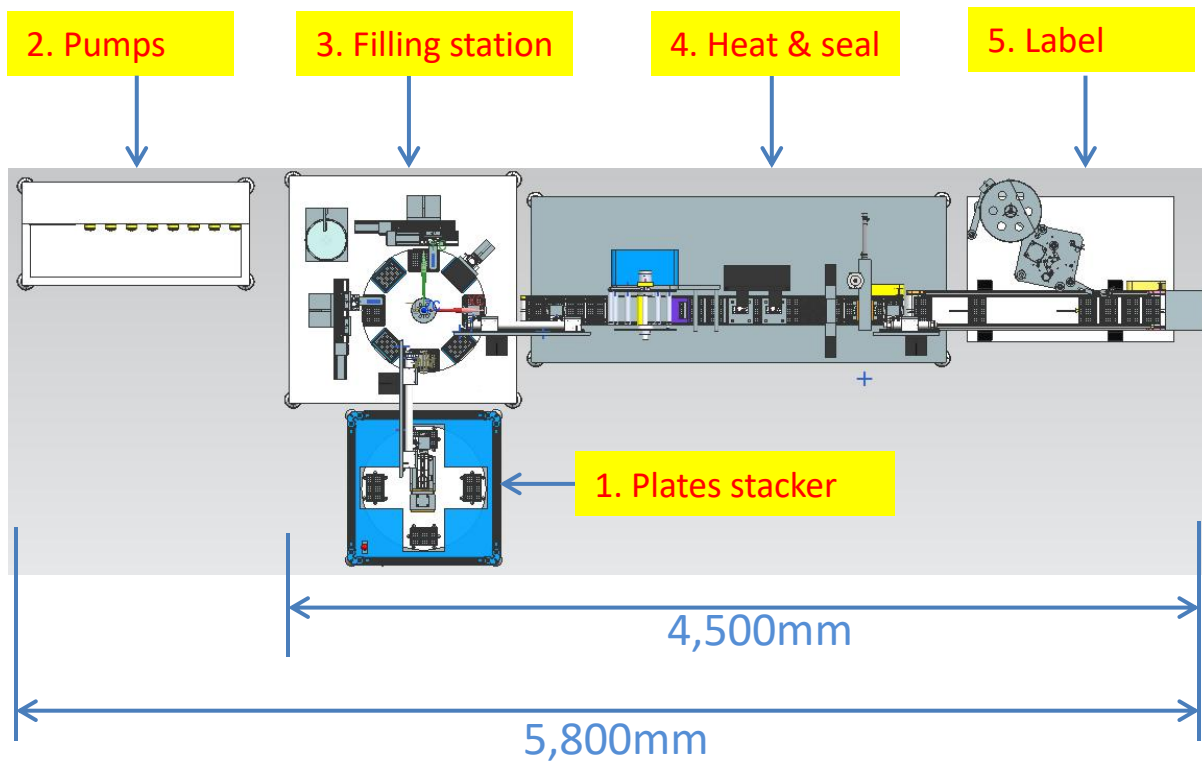 2. Pumps
3. Filling station
4. Heat & seal
5. Label
1. Plates stacker
4,500mm
5,800mm